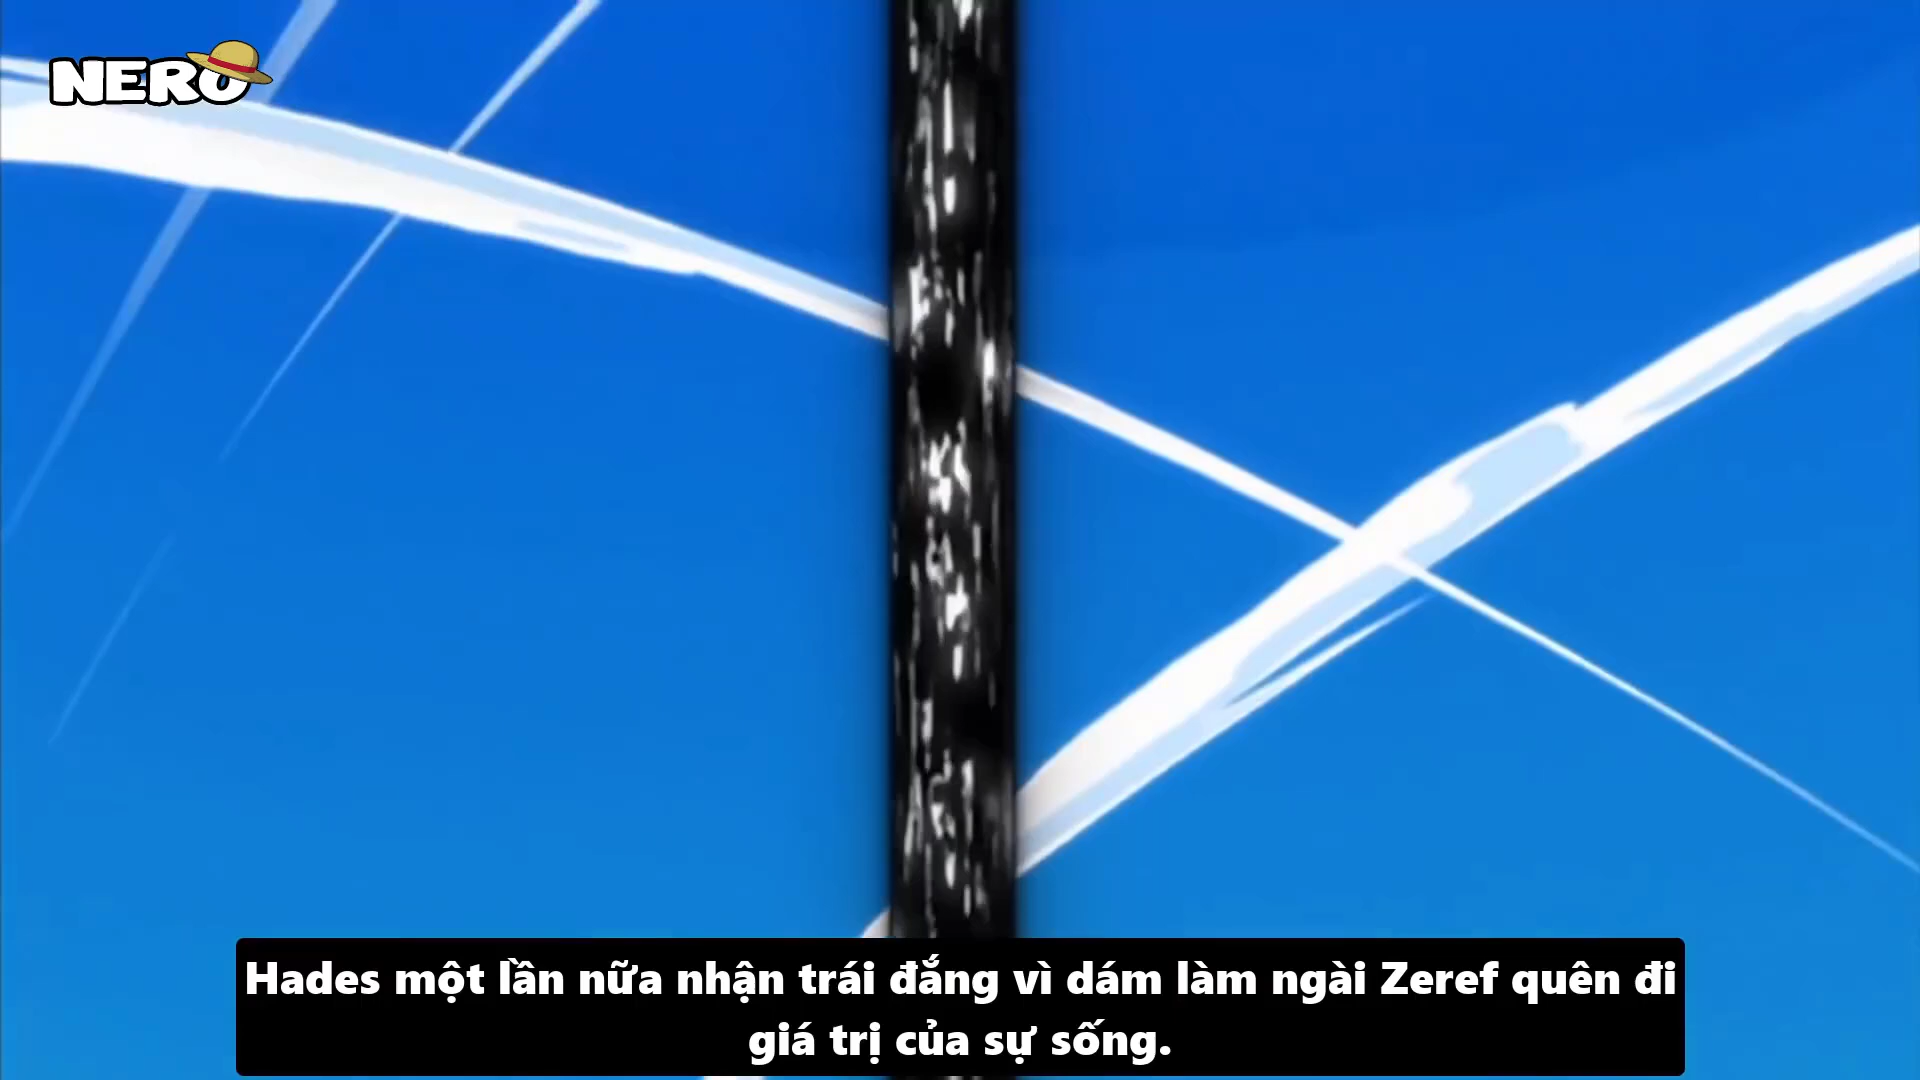 NERO
Hades một lần nữa nhận trái đắng vì dám làm ngài Zeref quên đi
giá trị của sự sống.